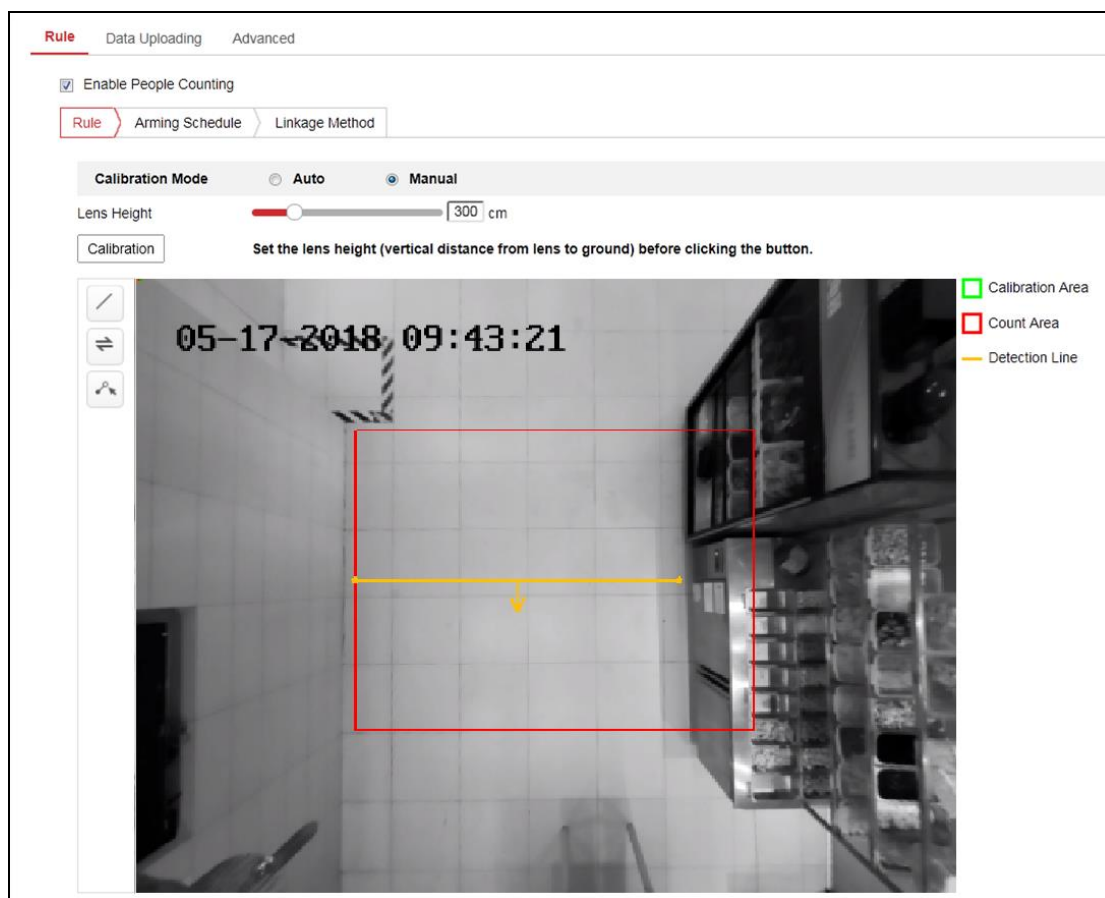 Rule Data Uploading Advanced
Enable People Counting
Rule Arming Schedule Linkage Method
Calibration Mode Auto Manual
Lens Height 300 cm
Calibration Set the lens height (vertical distance from lens to ground) before clicking the button.
05-17-2018 09:43:21
Calibration Area
Count Area
Detection Line